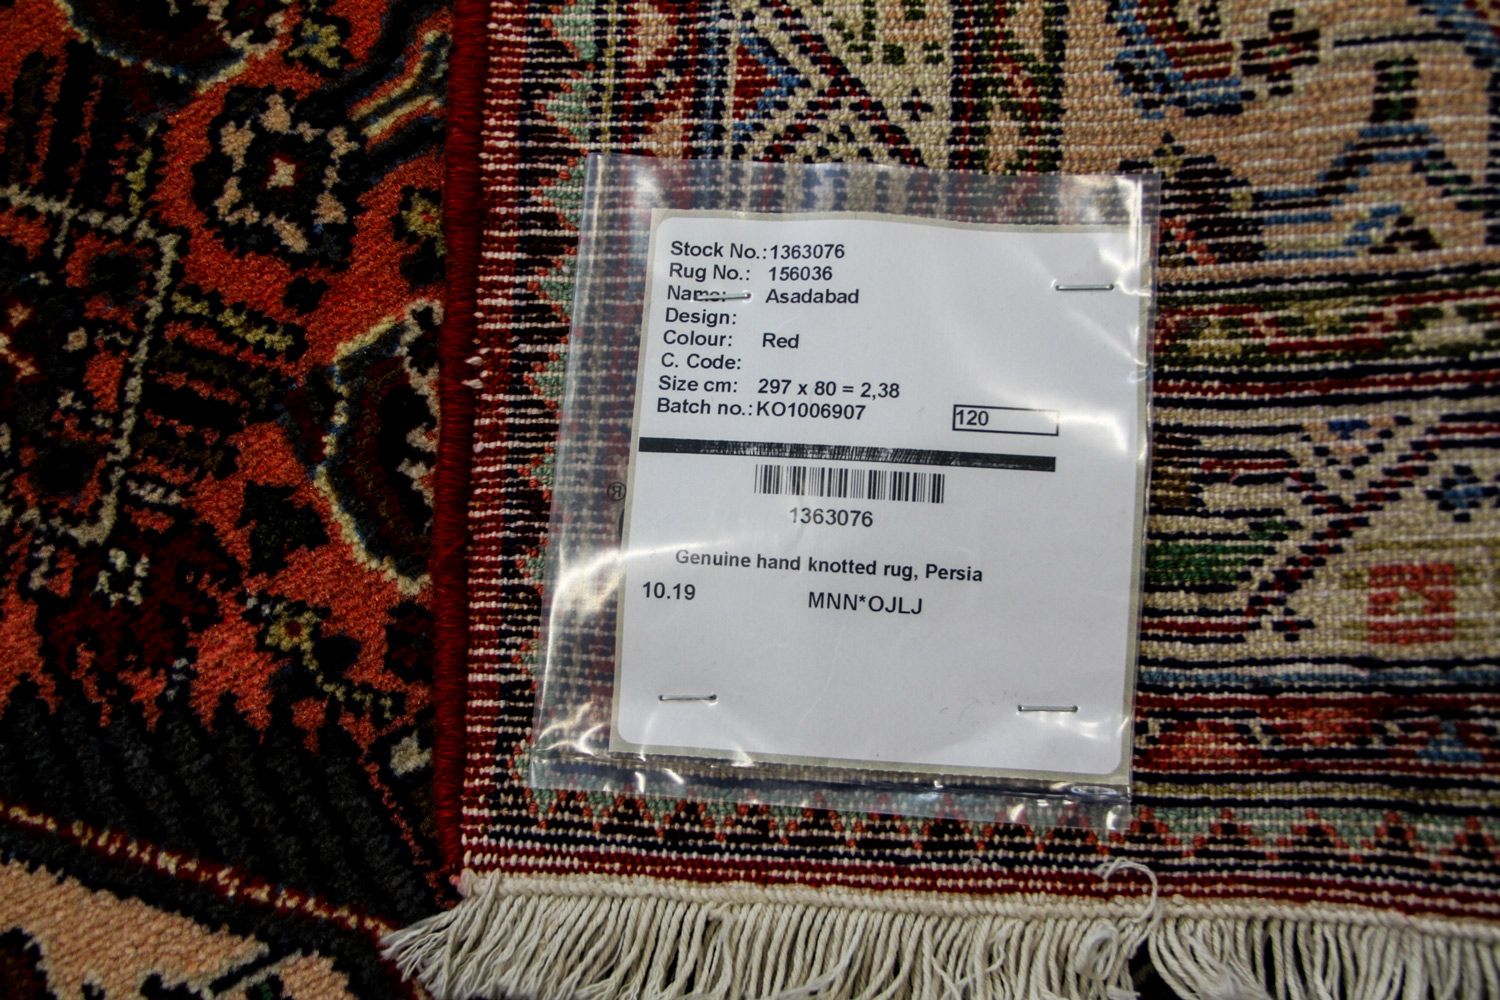 Stock No.:1363076
Rug No.: 156036
Name: Asadabad
Design:
Colour: Red
C. Code:
Size cm: 297 x 80 = 2,38
Batch no.:KO1006907
120
1363076
Genuine hand knotted rug, Persia
10.19 MNN*OJLJ
®